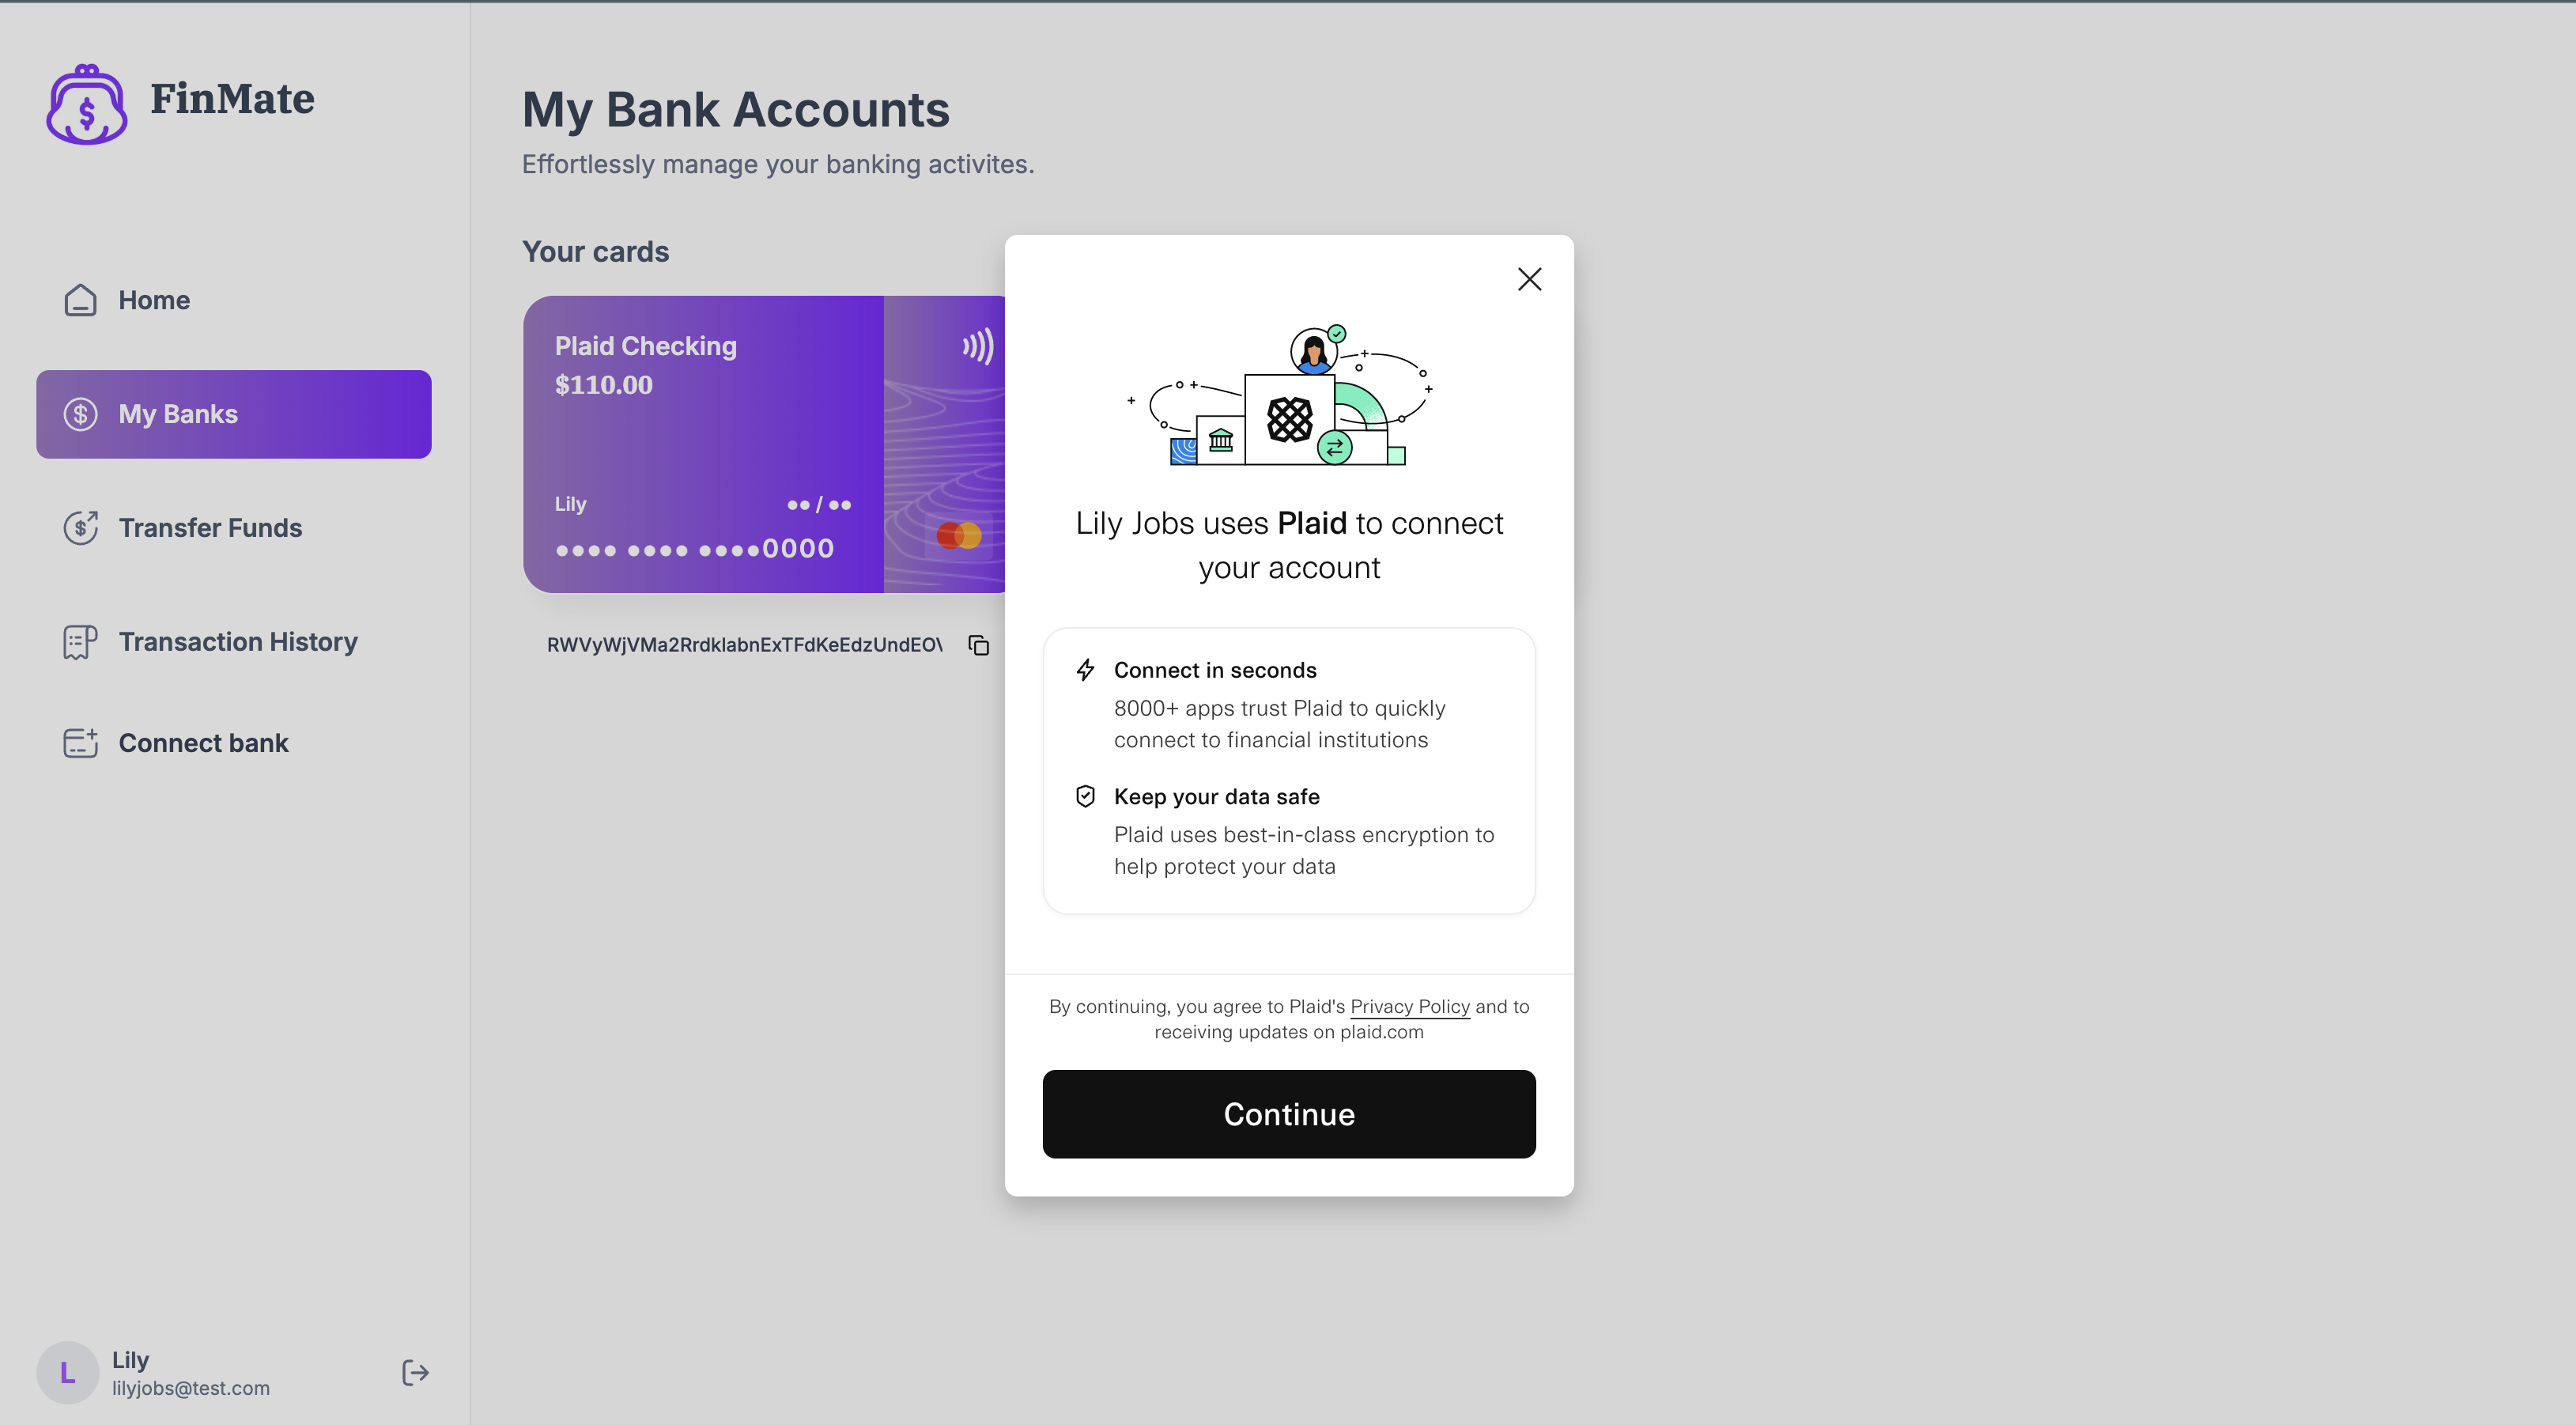 FinMate
Home
My Banks
Transfer Funds
Transaction History
Connect bank
L
Lily
lilyjobs@test.com
My Bank Accounts
Effortlessly manage your banking activites.
Your cards
Plaid Checking
$110.00
Lily
●● / ●●
●●●● ●●●● ●●●●0000
Lily Jobs uses Plaid to connect
your account
Connect in seconds
8000+ apps trust Plaid to quickly
connect to financial institutions
Keep your data safe
Plaid uses best-in-class encryption to
help protect your data
By continuing, you agree to Plaid's Privacy Policy and to
receiving updates on plaid.com
Continue